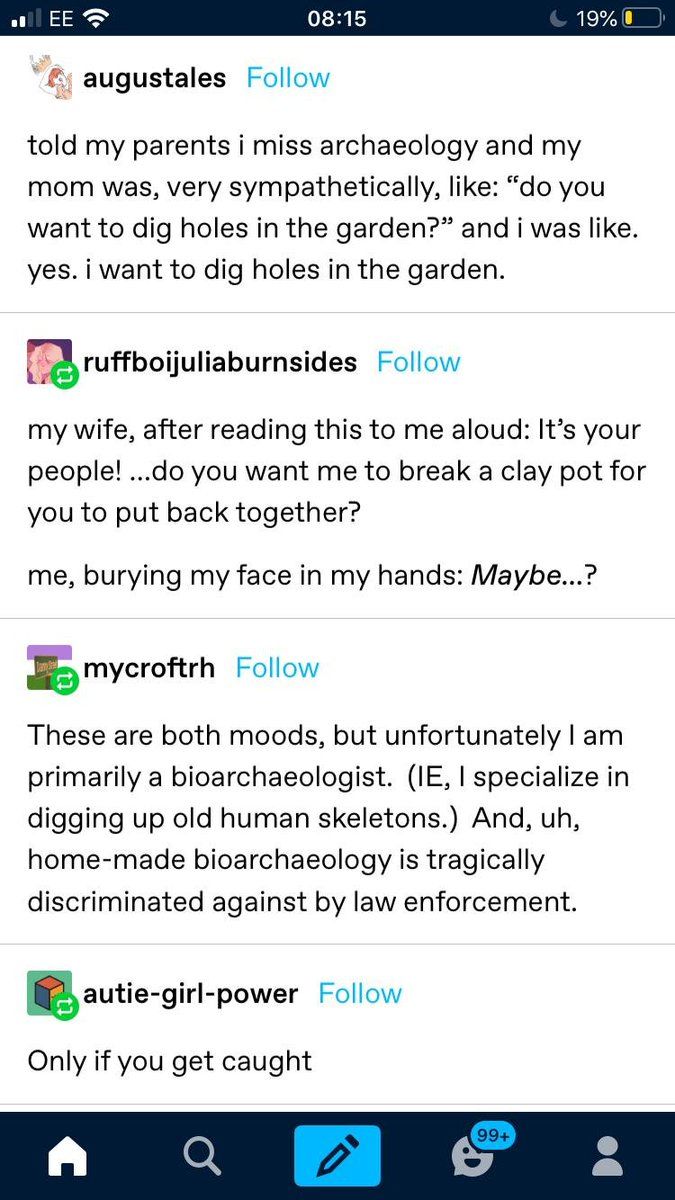 EE 08:15 19%
augustales Follow
told my parents i miss archaeology and my
mom was, very sympathetically, like: “do you
want to dig holes in the garden?” and i was like.
yes. i want to dig holes in the garden.
ruffboijuliaburnsides Follow
my wife, after reading this to me aloud: It’s your
people! ...do you want me to break a clay pot for
you to put back together?
me, burying my face in my hands: Maybe...?
mycroftrh Follow
These are both moods, but unfortunately I am
primarily a bioarchaeologist. (IE, I specialize in
digging up old human skeletons.) And, uh,
home-made bioarchaeology is tragically
discriminated against by law enforcement.
autie-girl-power Follow
Only if you get caught
99+